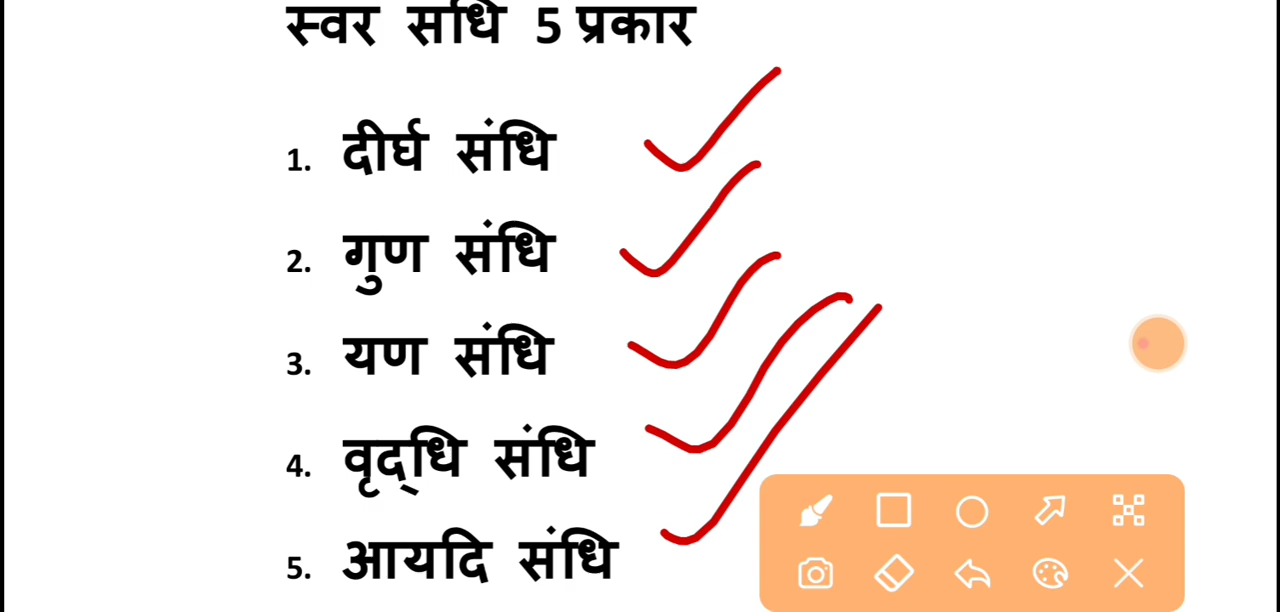 स्वर संधि 5 प्रकार
1. दीर्घ संधि
2. गुण संधि
3. यण संधि
4. वृद्‌धि संधि
5. आयदि संधि